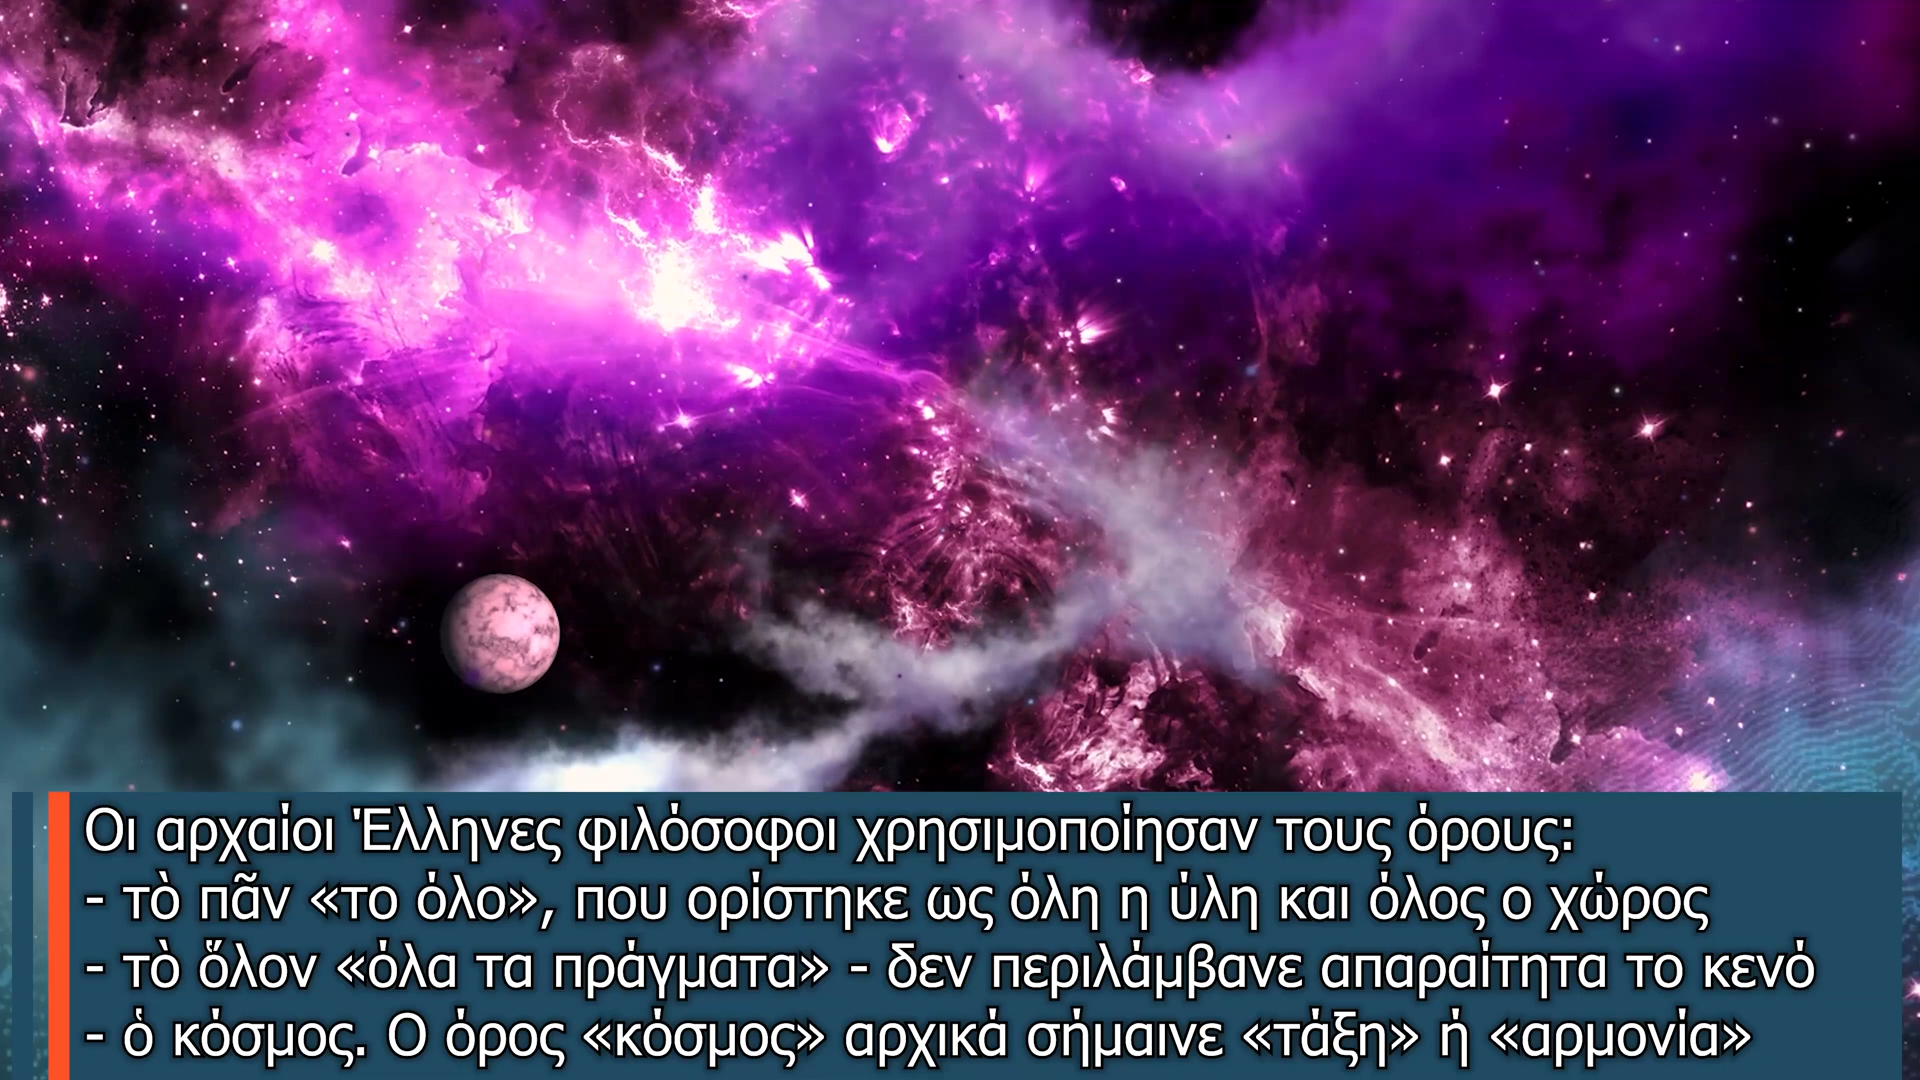 Οι αρχαίοι Έλληνες φιλόσοφοι χρησιμοποίησαν τους όρους:
- τὸ πᾶν «το όλο», που ορίστηκε ως όλη η ύλη και όλος ο χώρος
- τὸ ὅλον «όλα τα πράγματα» - δεν περιλάμβανε απαραίτητα το κενό
- ὁ κόσμος. Ο όρος «κόσμος» αρχικά σήμαινε «τάξη» ή «αρμονία»